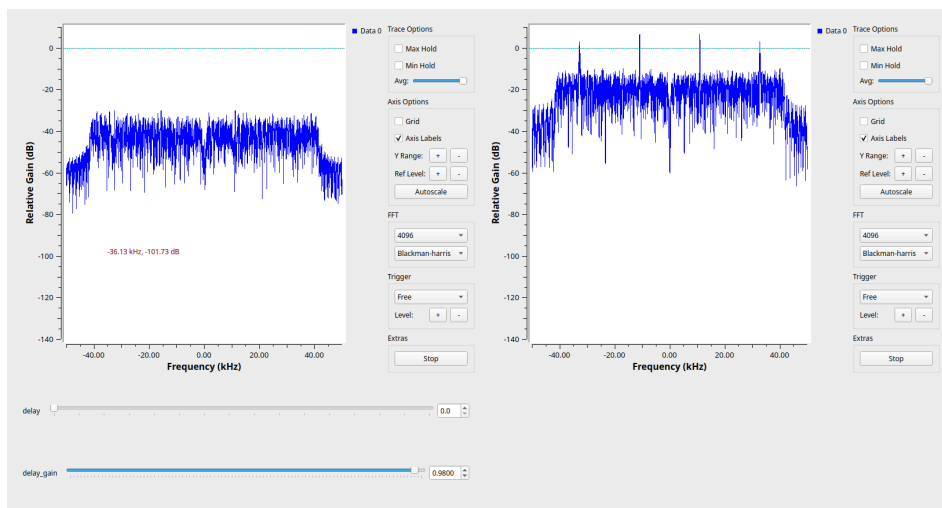 Data 0
Trace Options
Max Hold
Min Hold
Avg:
Axis Options
Grid
Axis Labels
Y Range: + -
Ref Level: + -
Autoscale
FFT
4096
Blackman-harris
Trigger
Free
Level: + -
Extras
Stop
Relative Gain (dB)
0
-20
-40
-60
-80
-100
-120
-140
-36.13 kHz, -101.73 dB
-40.00 -20.00 0.00 20.00 40.00
Frequency (kHz)
Data 0
Trace Options
Max Hold
Min Hold
Avg:
Axis Options
Grid
Axis Labels
Y Range: + -
Ref Level: + -
Autoscale
FFT
4096
Blackman-harris
Trigger
Free
Level: + -
Extras
Stop
Relative Gain (dB)
0
-20
-40
-60
-80
-100
-120
-140
-40.00 -20.00 0.00 20.00 40.00
Frequency (kHz)
delay 0.0
delay_gain 0.9800